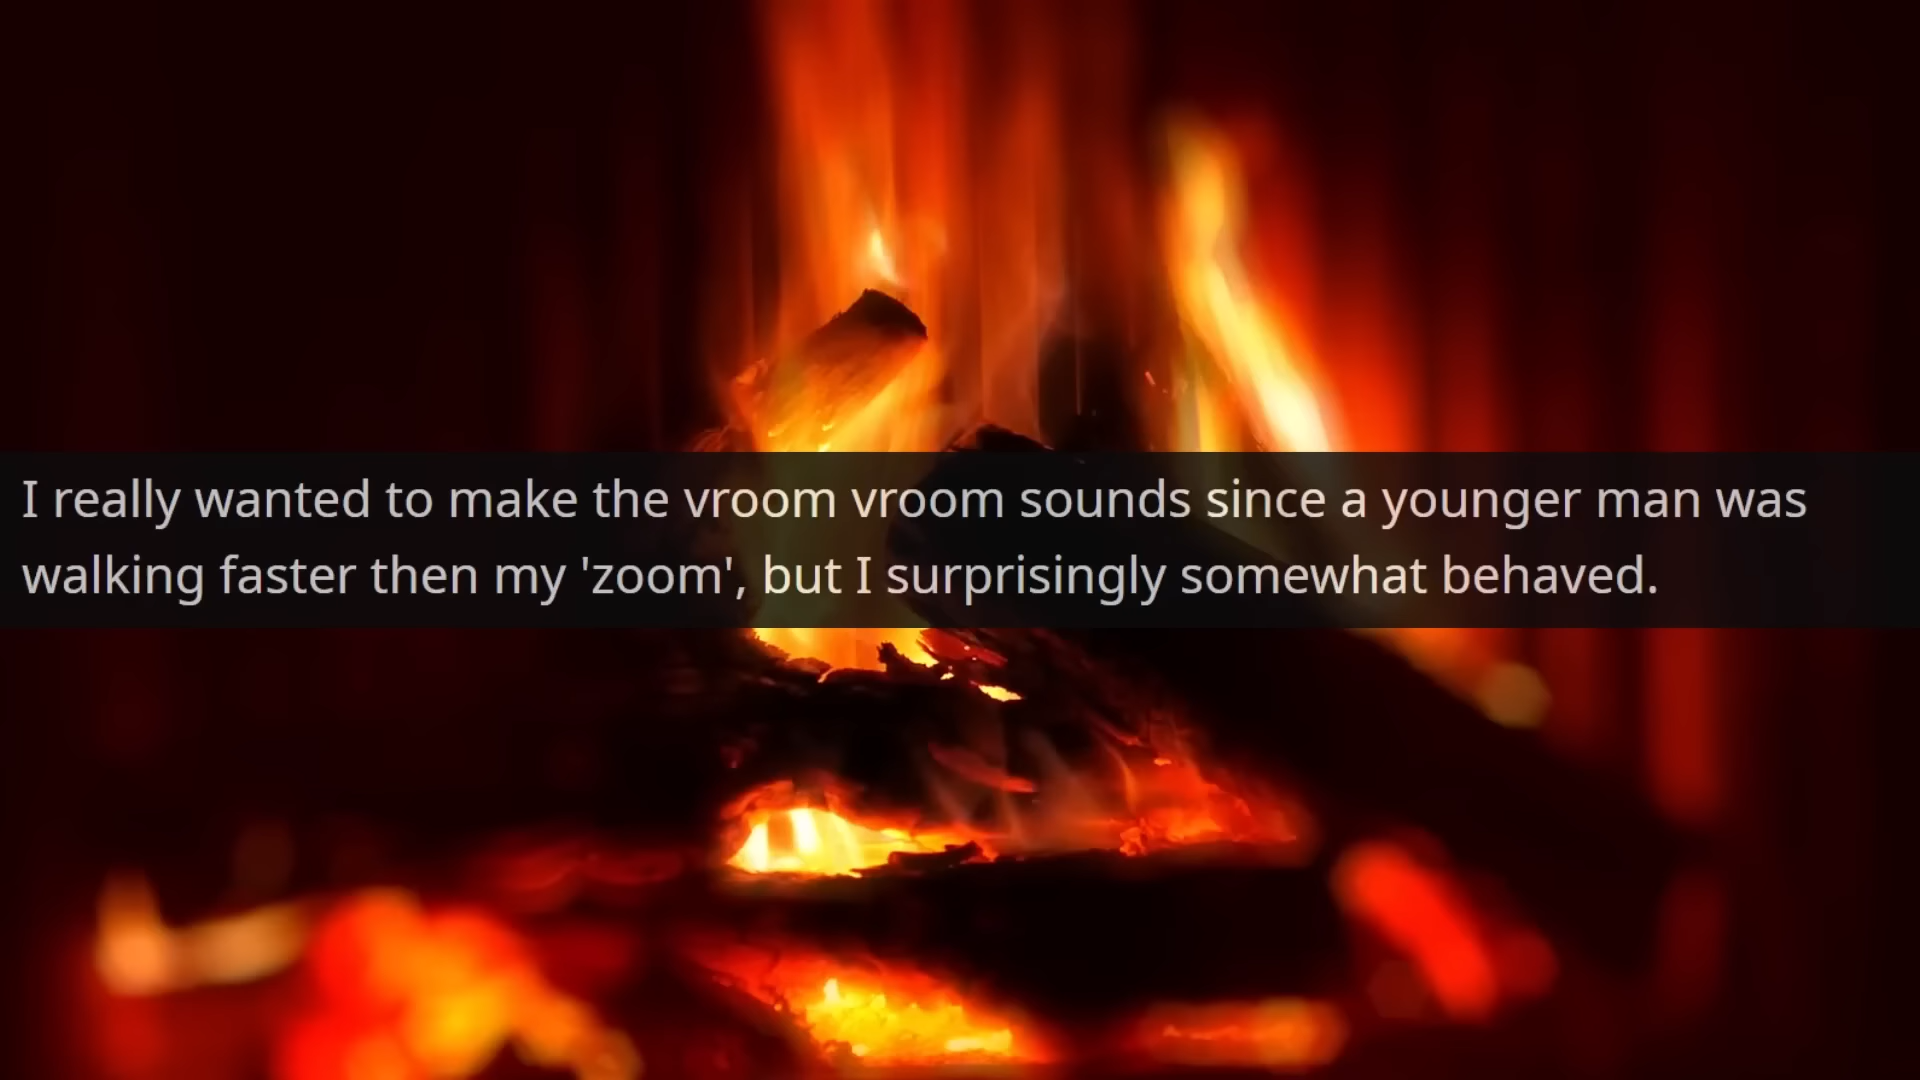 I really wanted to make the vroom vroom sounds since a younger man was
walking faster then my 'zoom', but I surprisingly somewhat behaved.